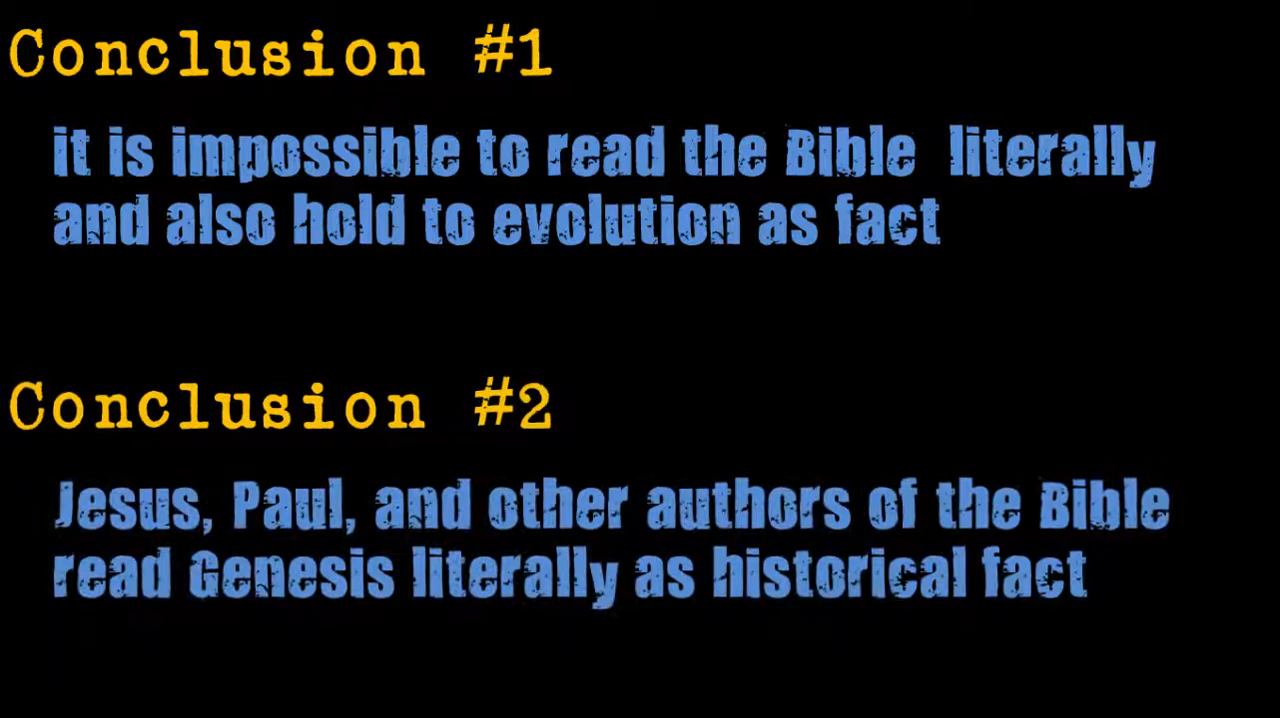 Conclusion #1
it is impossible to read the Bible literally
and also hold to evolution as fact
Conclusion #2
Jesus, Paul, and other authors of the Bible
read Genesis literally as historical fact